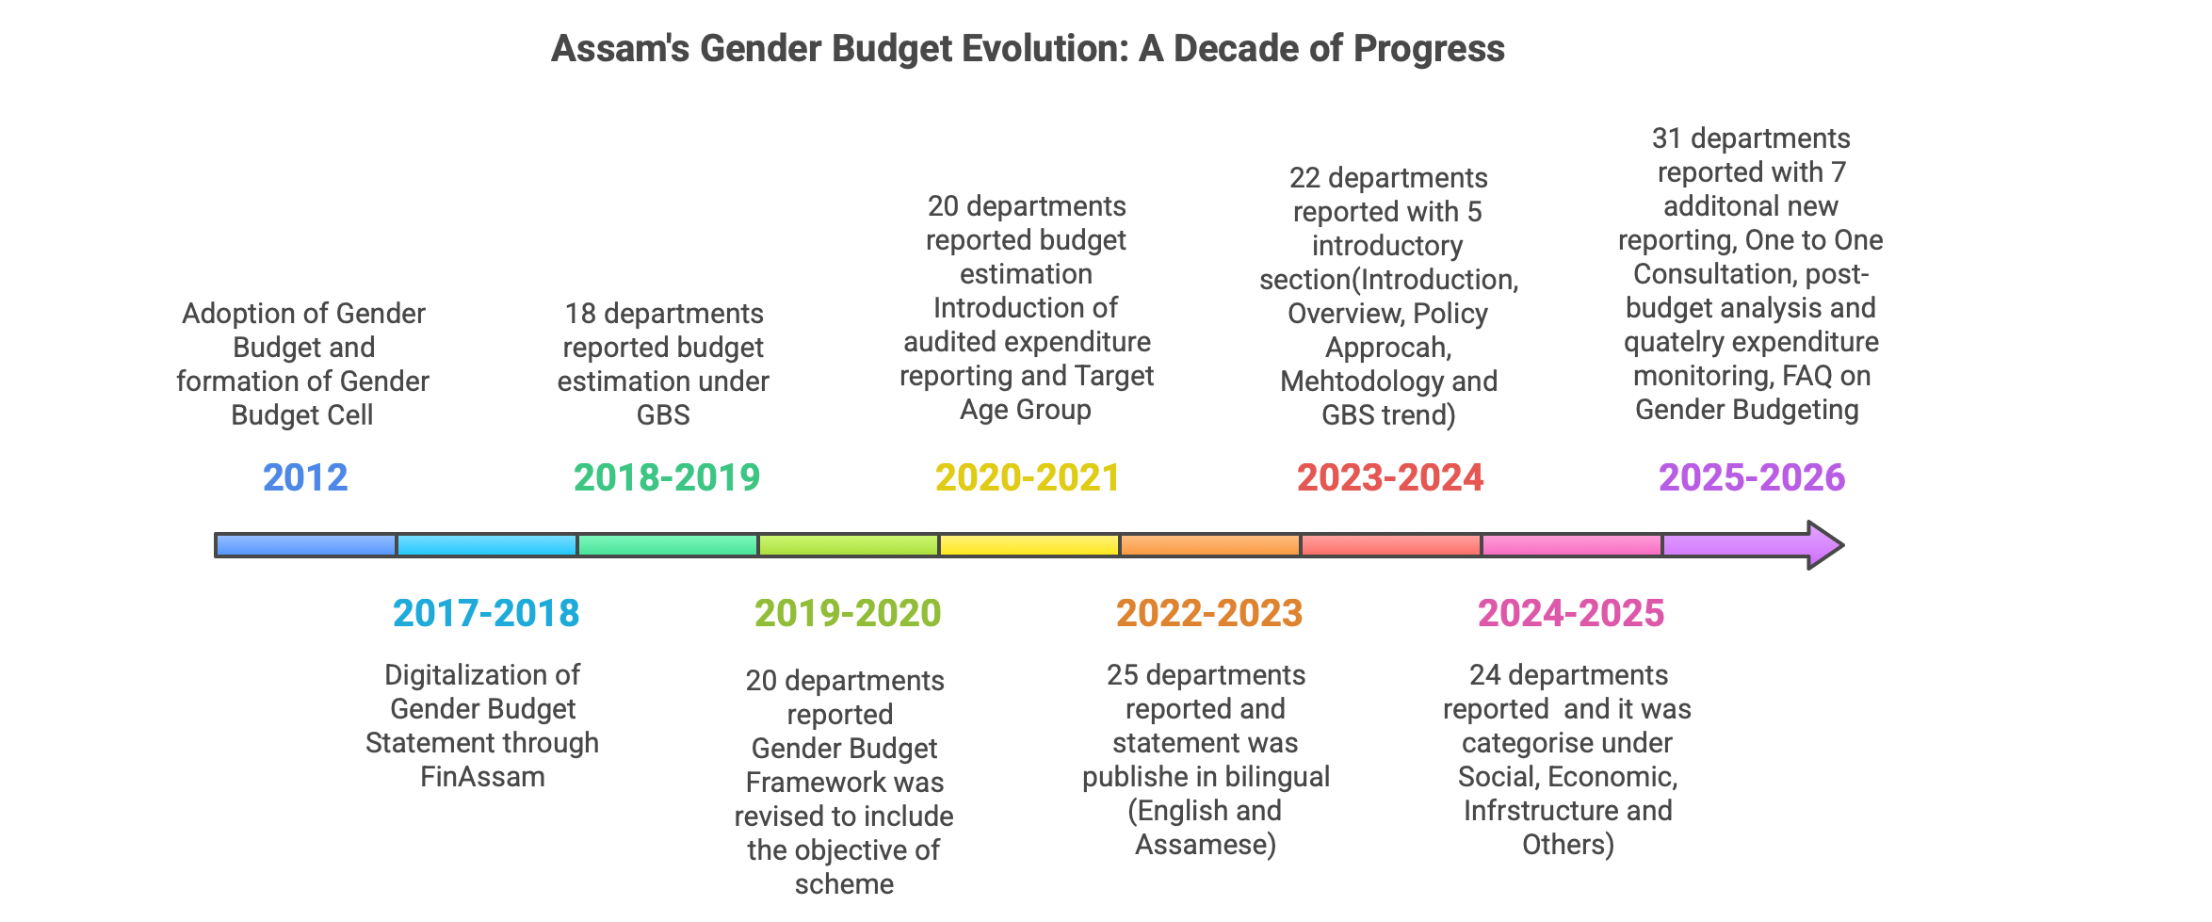 Assam's Gender Budget Evolution: A Decade of Progress
Adoption of Gender
Budget and
formation of Gender
Budget Cell
2012
2017-2018
Digitalization of
Gender Budget
Statement through
FinAssam
18 departments
reported budget
estimation under
GBS
2018-2019
2019-2020
20 departments
reported
Gender Budget
Framework was
revised to include
the objective of
scheme
20 departments
reported budget
estimation
Introduction of
audited expenditure
reporting and Target
Age Group
2020-2021
2022-2023
25 departments
reported and
statement was
publishe in bilingual
(English and
Assamese)
22 departments
reported with 5
introductory
section(Introduction,
Overview, Policy
Approcah,
Mehtodology and
GBS trend)
2023-2024
2024-2025
24 departments
reported  and it was
categorise under
Social, Economic,
Infrstructure and
Others)
31 departments
reported with 7
additonal new
reporting, One to One
Consultation, post-
budget analysis and
quatelry expenditure
monitoring, FAQ on
Gender Budgeting
2025-2026